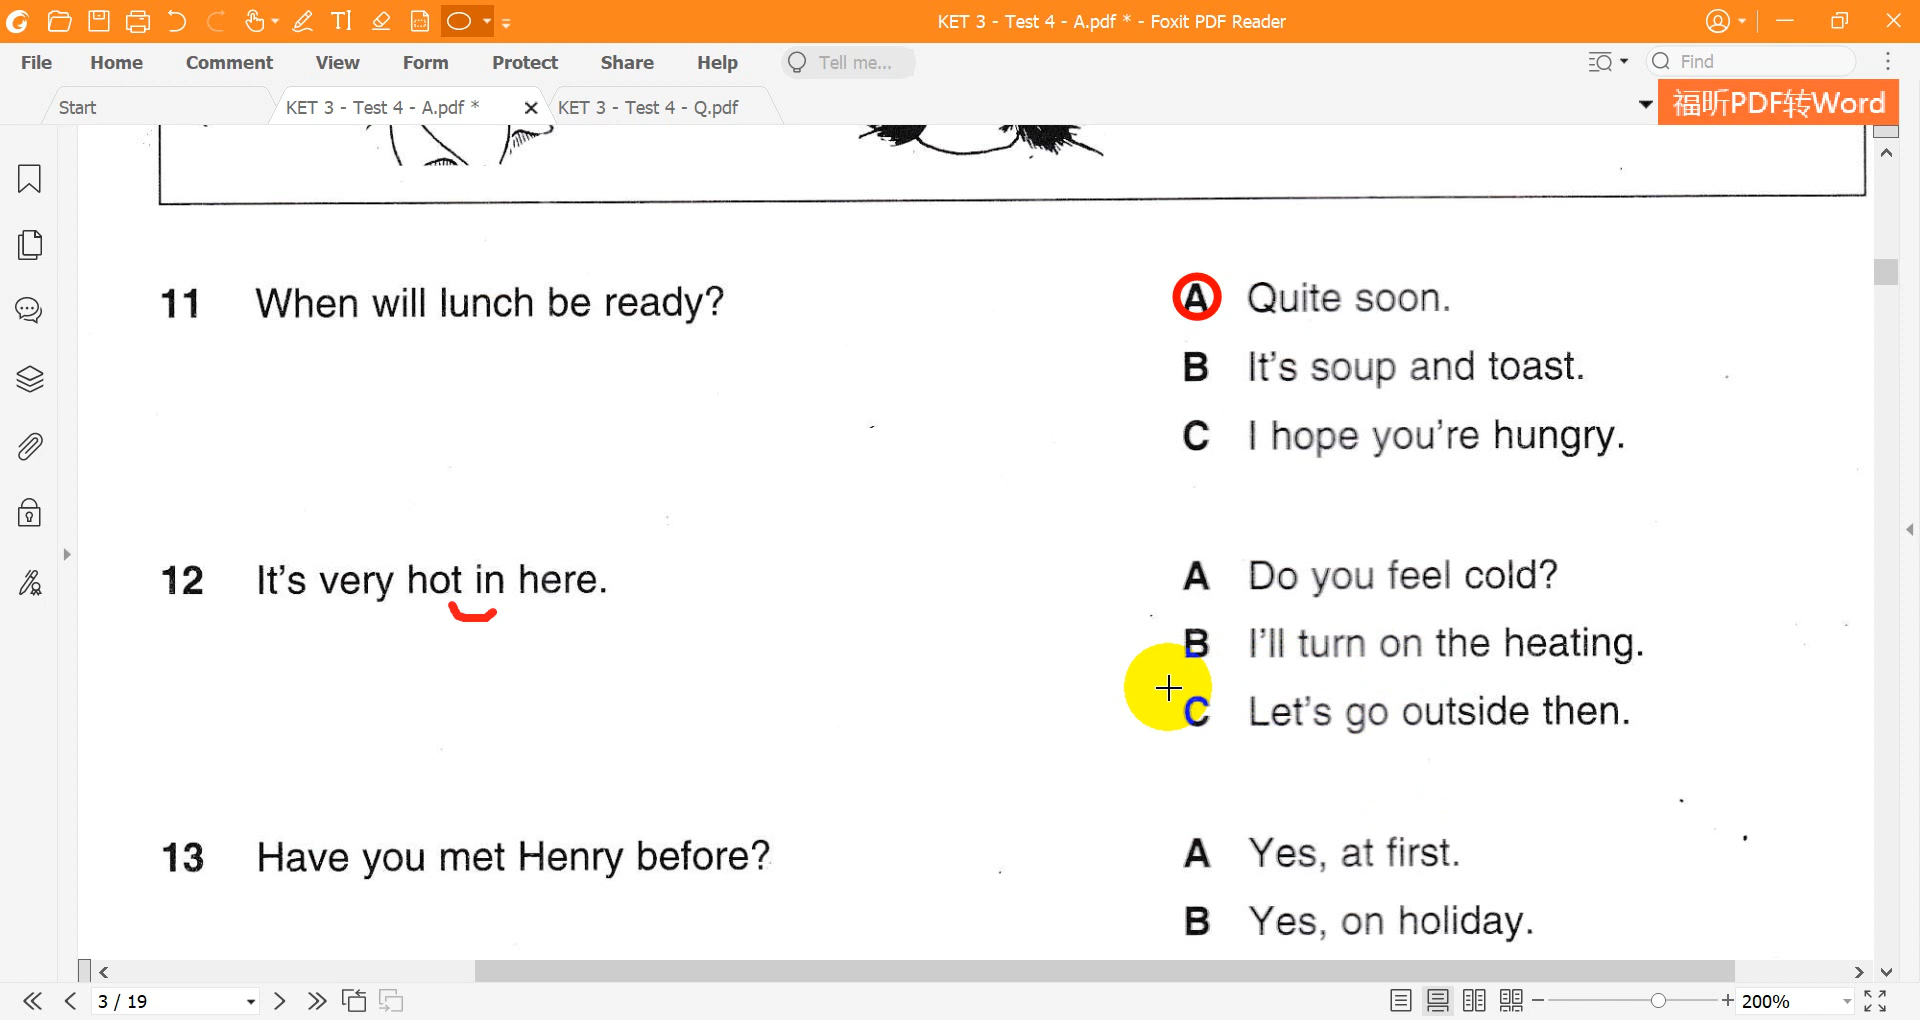 KET 3 - Test 4 - A.pdf * - Foxit PDF Reader
File Home Comment View Form Protect Share Help Tell me... Find
Start KET 3 - Test 4 - A.pdf * KET 3 - Test 4 - Q.pdf 福昕PDF转Word
11 When will lunch be ready? A Quite soon.
B It's soup and toast.
C I hope you're hungry.
12 It's very hot in here. A Do you feel cold?
B I'll turn on the heating.
C Let's go outside then.
13 Have you met Henry before? A Yes, at first.
B Yes, on holiday.
3 / 19 200%